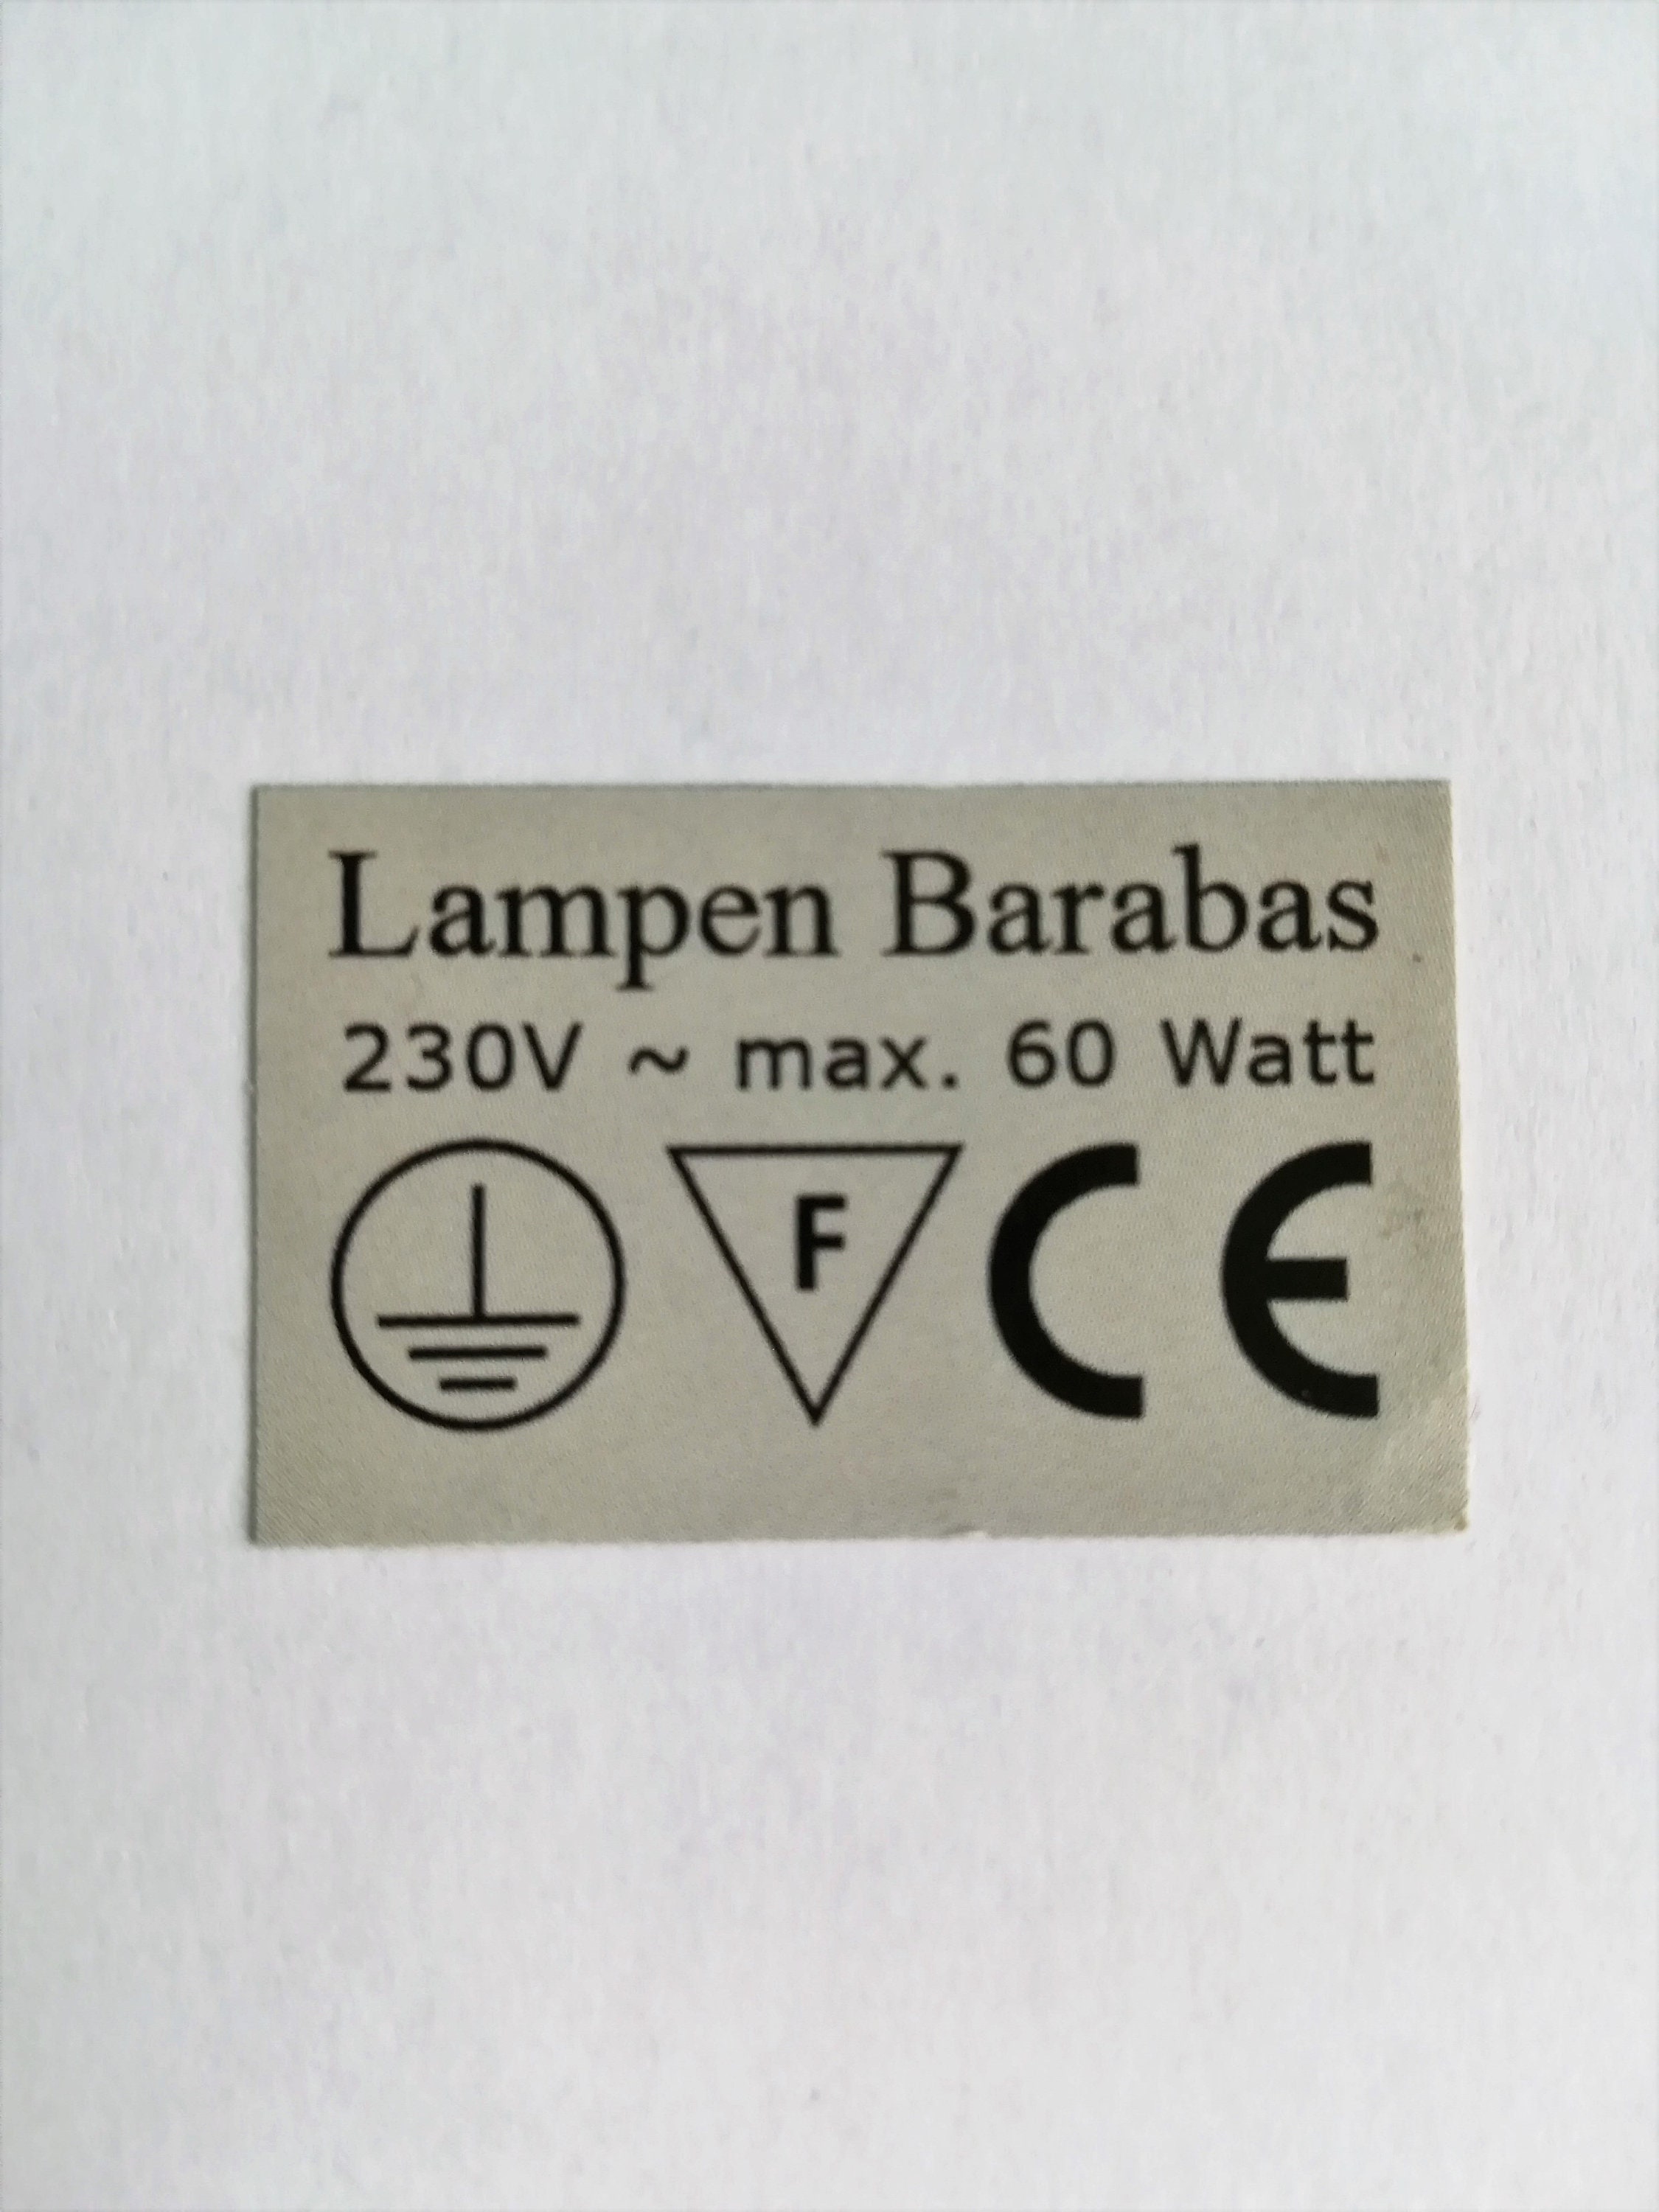 Lampen Barabas
230V ~ max. 60 Watt
F CE